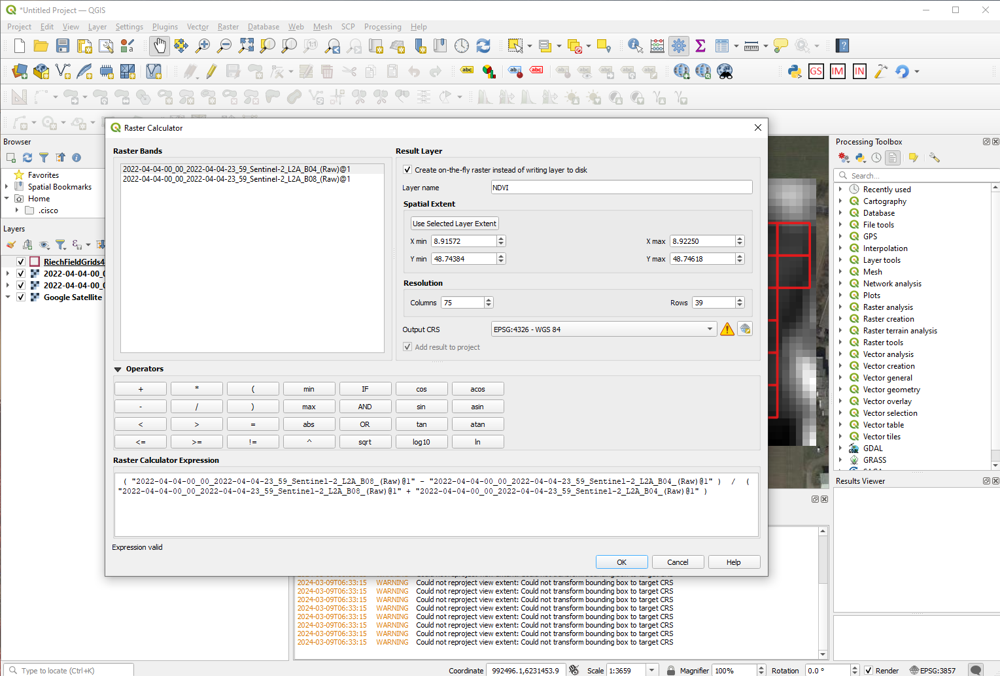 *Untitled Project — QGIS
Project Edit View Layer Settings Plugins Vector Raster Database Web Mesh SCP Processing Help
1:1
abc abc ab abc ab abc abc abc abc
GS IM IN
Browser
Favorites
Spatial Bookmarks
Home
.cisco
Layers
RiechFieldGrids4
2022-04-04-00_0
2022-04-04-00_0
Google Satellite
Raster Calculator
Raster Bands
2022-04-04-00_00_2022-04-04-23_59_Sentinel-2_L2A_B04_(Raw)@1
2022-04-04-00_00_2022-04-04-23_59_Sentinel-2_L2A_B08_(Raw)@1
Result Layer
Create on-the-fly raster instead of writing layer to disk
Layer name NDVI
Spatial Extent
Use Selected Layer Extent
X min 8.91572 X max 8.92250
Y min 48.74384 Y max 48.74618
Resolution
Columns 75 Rows 39
Output CRS EPSG:4326 - WGS 84
Add result to project
Operators
+ * ( min IF cos acos
- / ) max AND sin asin
< > = abs OR tan atan
<= >= != ^ sqrt log10 ln
Raster Calculator Expression
( "2022-04-04-00_00_2022-04-04-23_59_Sentinel-2_L2A_B08_(Raw)@1" - "2022-04-04-00_00_2022-04-04-23_59_Sentinel-2_L2A_B04_(Raw)@1" ) / (
"2022-04-04-00_00_2022-04-04-23_59_Sentinel-2_L2A_B08_(Raw)@1" + "2022-04-04-00_00_2022-04-04-23_59_Sentinel-2_L2A_B04_(Raw)@1" )
Expression valid
OK Cancel Help
2024-03-09T06:33:15 WARNING Could not reproject view extent: Could not transform bounding box to target CRS
2024-03-09T06:33:15 WARNING Could not reproject view extent: Could not transform bounding box to target CRS
2024-03-09T06:33:15 WARNING Could not reproject view extent: Could not transform bounding box to target CRS
2024-03-09T06:33:15 WARNING Could not reproject view extent: Could not transform bounding box to target CRS
2024-03-09T06:33:15 WARNING Could not reproject view extent: Could not transform bounding box to target CRS
2024-03-09T06:33:15 WARNING Could not reproject view extent: Could not transform bounding box to target CRS
2024-03-09T06:33:15 WARNING Could not reproject view extent: Could not transform bounding box to target CRS
2024-03-09T06:33:15 WARNING Could not reproject view extent: Could not transform bounding box to target CRS
Processing Toolbox
Search...
Recently used
Cartography
Database
File tools
GPS
Interpolation
Layer tools
Mesh
Network analysis
Plots
Raster analysis
Raster creation
Raster terrain analysis
Raster tools
Vector analysis
Vector creation
Vector general
Vector geometry
Vector overlay
Vector selection
Vector table
Vector tiles
GDAL
GRASS
Results Viewer
Type to locate (Ctrl+K) Coordinate 992496.1,6231453.9 Scale 1:3659 Magnifier 100% Rotation 0.0 ° Render EPSG:3857